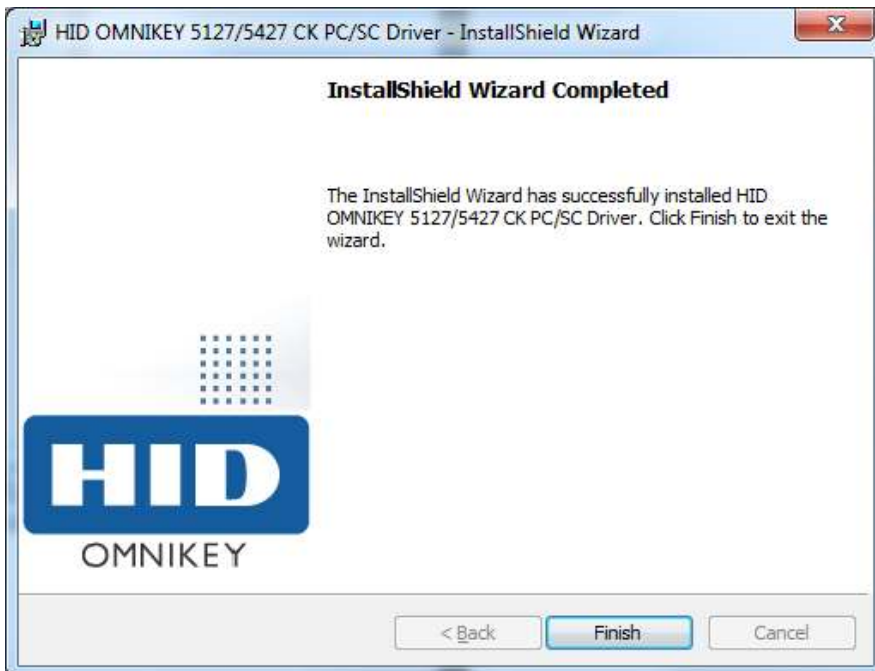 HID OMNIKEY 5127/5427 CK PC/SC Driver - InstallShield Wizard
InstallShield Wizard Completed
The InstallShield Wizard has successfully installed HID
OMNIKEY 5127/5427 CK PC/SC Driver. Click Finish to exit the
wizard.
HID
OMNIKEY
< Back
Finish
Cancel